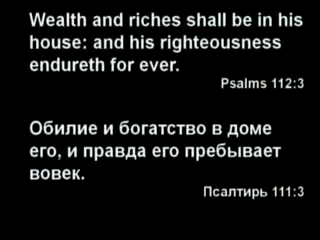 Wealth and riches shall be in his
house: and his righteousness
endureth for ever.
Psalms 112:3
Обилие и богатство в доме
его, и правда его пребывает
вовек.
Псалтирь 111:3